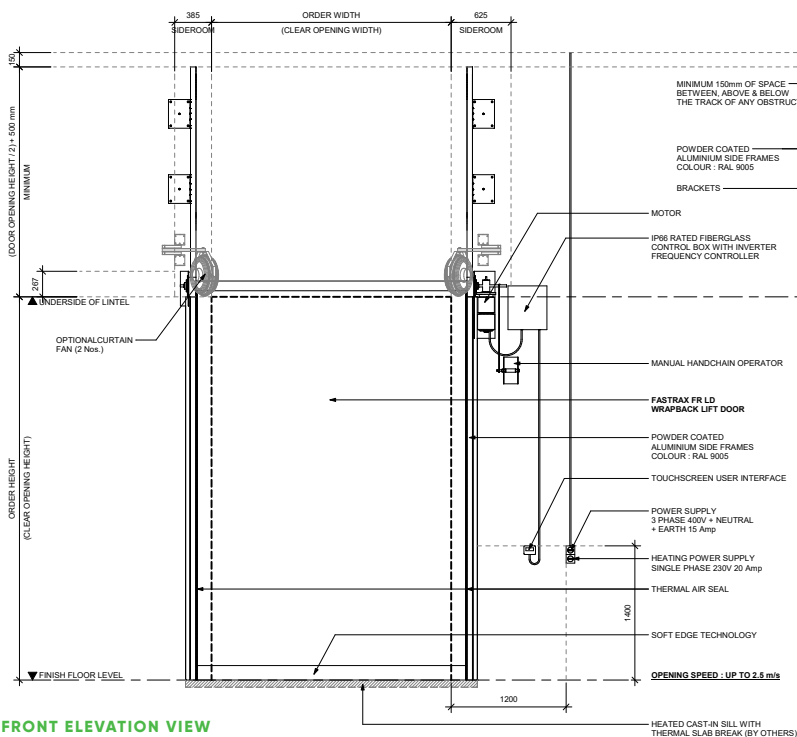 385
ORDER WIDTH
625
SIDEROOM
(CLEAR OPENING WIDTH)
SIDEROOM
150
(DOOR OPENING HEIGHT / 2) + 500 mm
MINIMUM
267
UNDERSIDE OF LINTEL
OPTIONALCURTAIN
FAN (2 Nos.)
ORDER HEIGHT
(CLEAR OPENING HEIGHT)
FINISH FLOOR LEVEL
MINIMUM 150mm OF SPACE
BETWEEN, ABOVE & BELOW
THE TRACK OF ANY OBSTRUC
POWDER COATED
ALUMINIUM SIDE FRAMES
COLOUR : RAL 9005
BRACKETS
MOTOR
IP66 RATED FIBERGLASS
CONTROL BOX WITH INVERTER
FREQUENCY CONTROLLER
MANUAL HANDCHAIN OPERATOR
FASTRAX FR LD
WRAPBACK LIFT DOOR
POWDER COATED
ALUMINIUM SIDE FRAMES
COLOUR : RAL 9005
TOUCHSCREEN USER INTERFACE
POWER SUPPLY
3 PHASE 400V + NEUTRAL
+ EARTH 15 Amp
HEATING POWER SUPPLY
SINGLE PHASE 230V 20 Amp
THERMAL AIR SEAL
1400
SOFT EDGE TECHNOLOGY
OPENING SPEED : UP TO 2.5 m/s
1200
HEATED CAST-IN SILL WITH
THERMAL SLAB BREAK (BY OTHERS)
FRONT ELEVATION VIEW